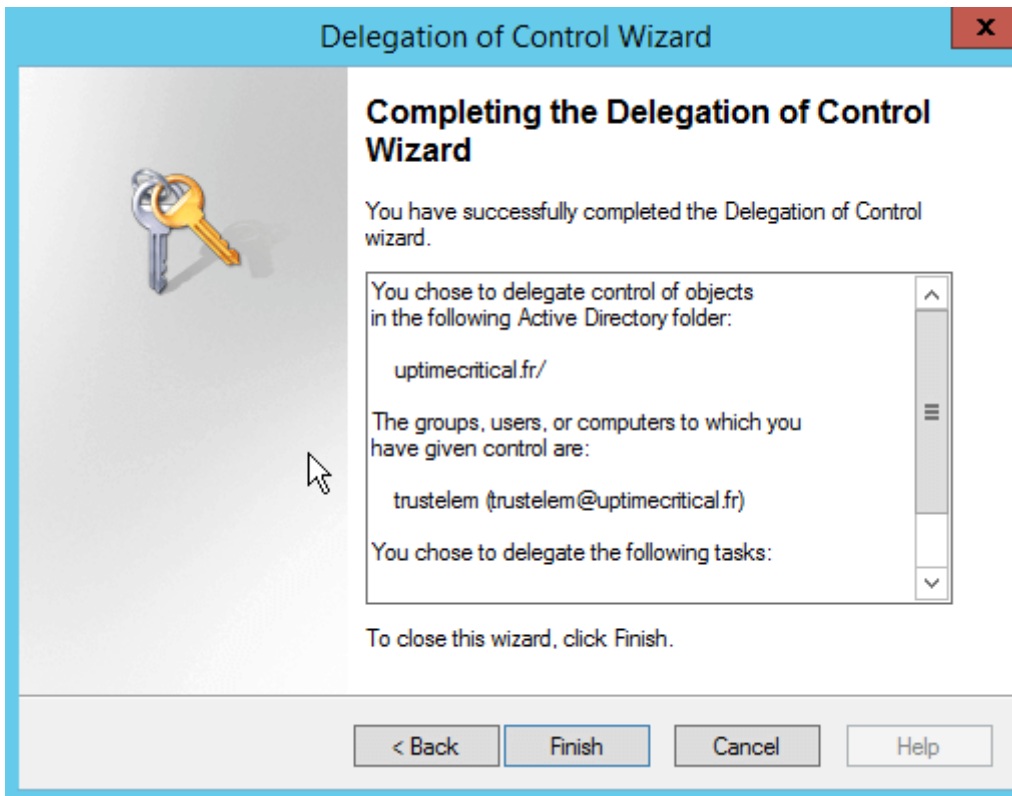 Delegation of Control Wizard
x
Completing the Delegation of Control
Wizard
You have successfully completed the Delegation of Control
wizard.
You chose to delegate control of objects
in the following Active Directory folder:
uptimecritical.fr/
The groups, users, or computers to which you
have given control are:
trustelem (trustelem@uptimecritical.fr)
You chose to delegate the following tasks:
To close this wizard, click Finish.
< Back
Finish
Cancel
Help